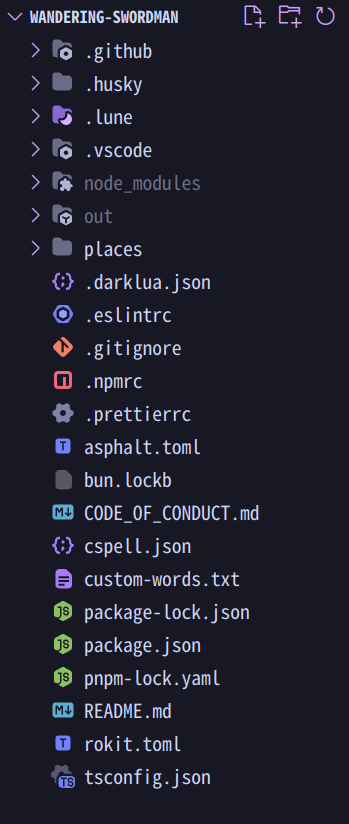 WANDERING-SWORDMAN
.github
.husky
.lune
.vscode
node_modules
out
places
.darklua.json
.eslintrc
.gitignore
.npmrc
.prettierrc
asphalt.toml
bun.lockb
CODE_OF_CONDUCT.md
cspell.json
custom-words.txt
package-lock.json
package.json
pnpm-lock.yaml
README.md
rokit.toml
tsconfig.json